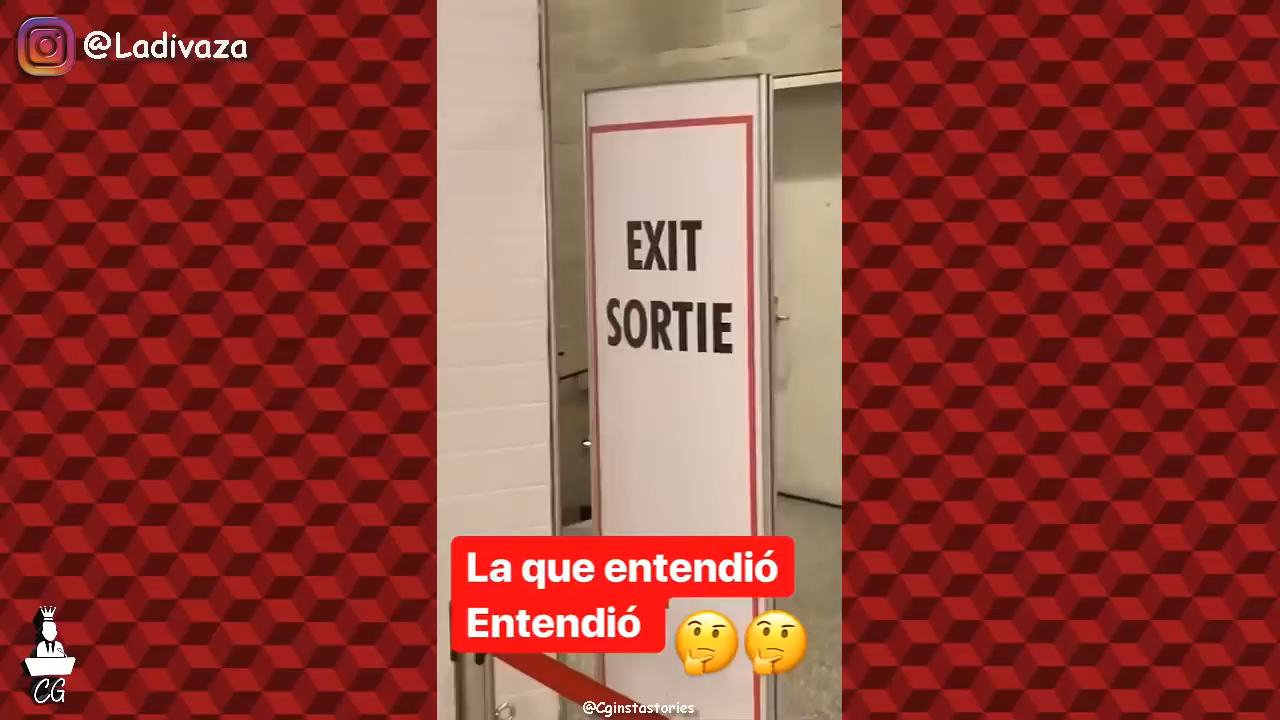 @Ladivaza
EXIT
SORTIE
La que entendió
Entendió
CG
@Cginstastories